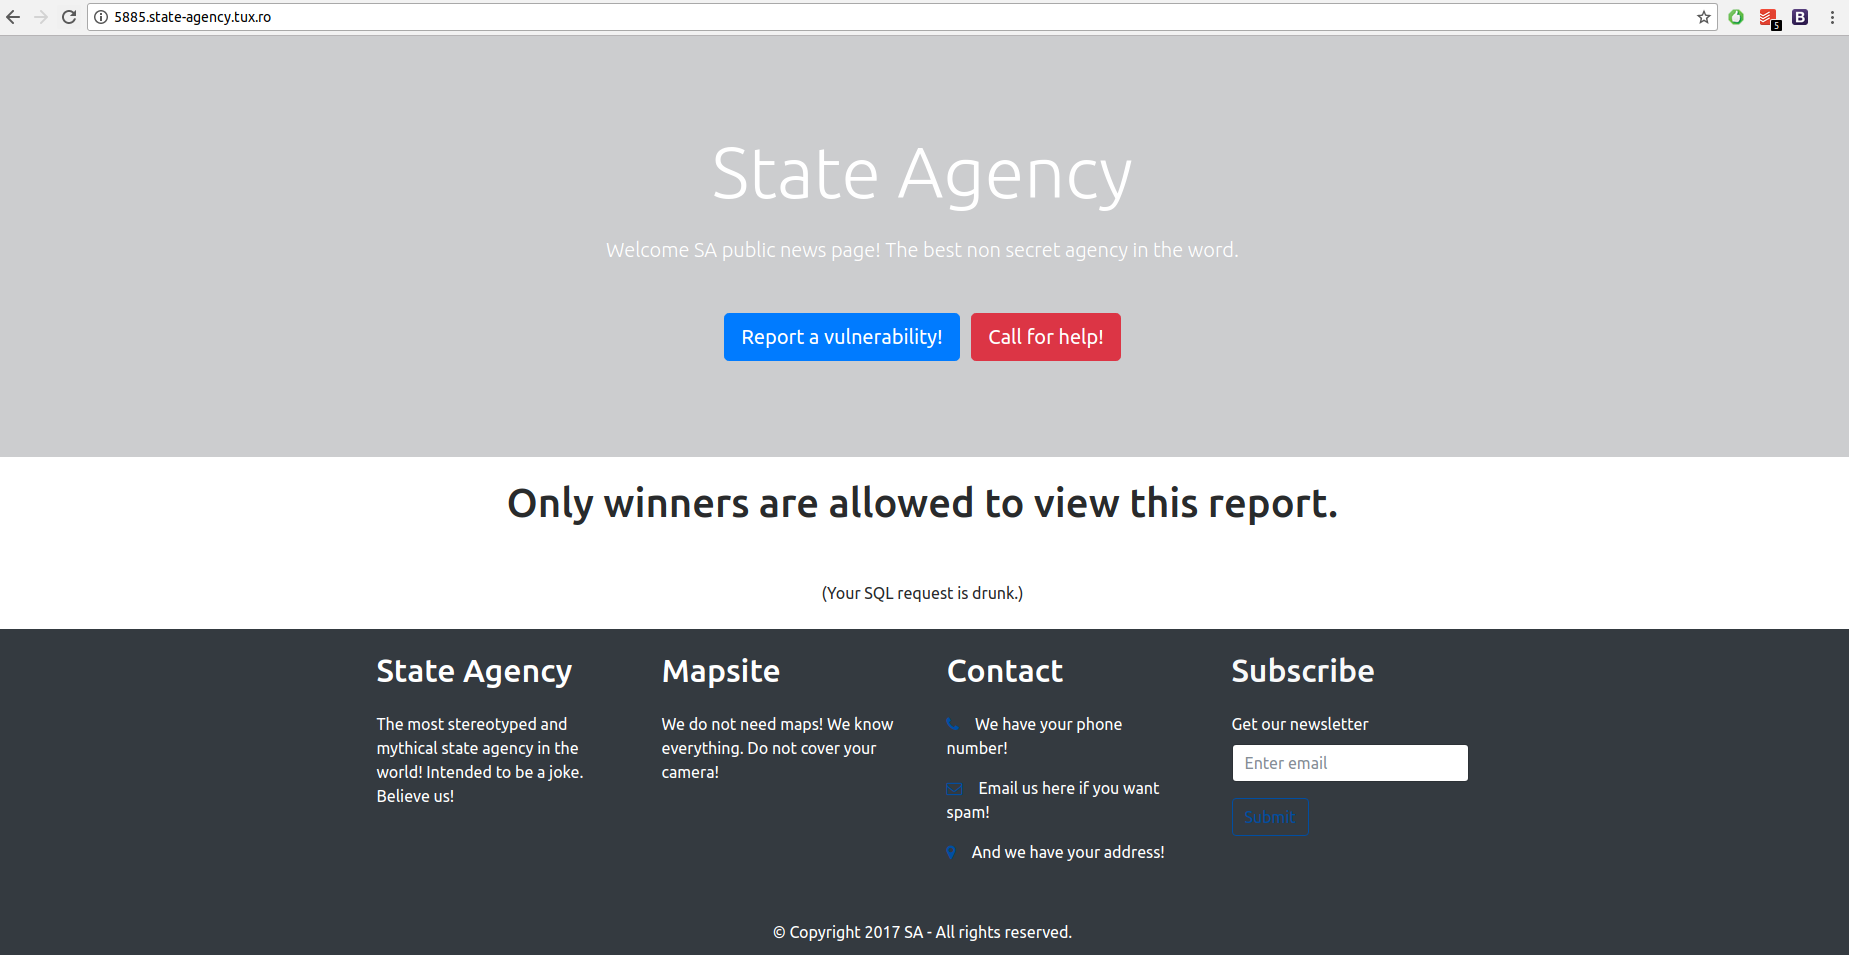 5885.state-agency.tux.ro
5
B
State Agency
Welcome SA public news page! The best non secret agency in the word.
Report a vulnerability!
Call for help!
Only winners are allowed to view this report.
(Your SQL request is drunk.)
State Agency
The most stereotyped and
mythical state agency in the
world! Intended to be a joke.
Believe us!
Mapsite
We do not need maps! We know
everything. Do not cover your
camera!
Contact
We have your phone
number!
Email us here if you want
spam!
And we have your address!
Subscribe
Get our newsletter
Enter email
Submit
© Copyright 2017 SA - All rights reserved.